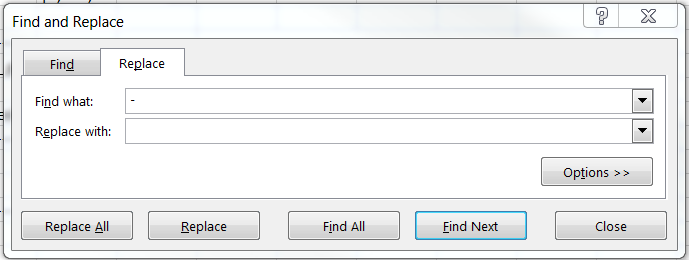 Find and Replace
Find Replace
Find what: -
Replace with:
Options >>
Replace All Replace Find All Find Next Close